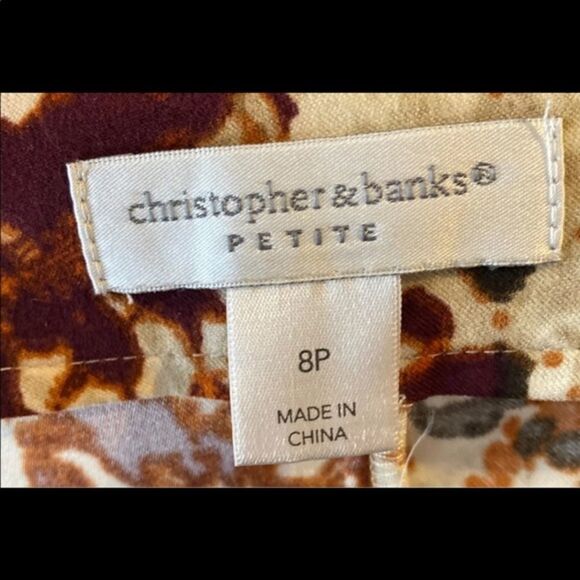 christopher&banks®
PETITE
8P
MADE IN
CHINA